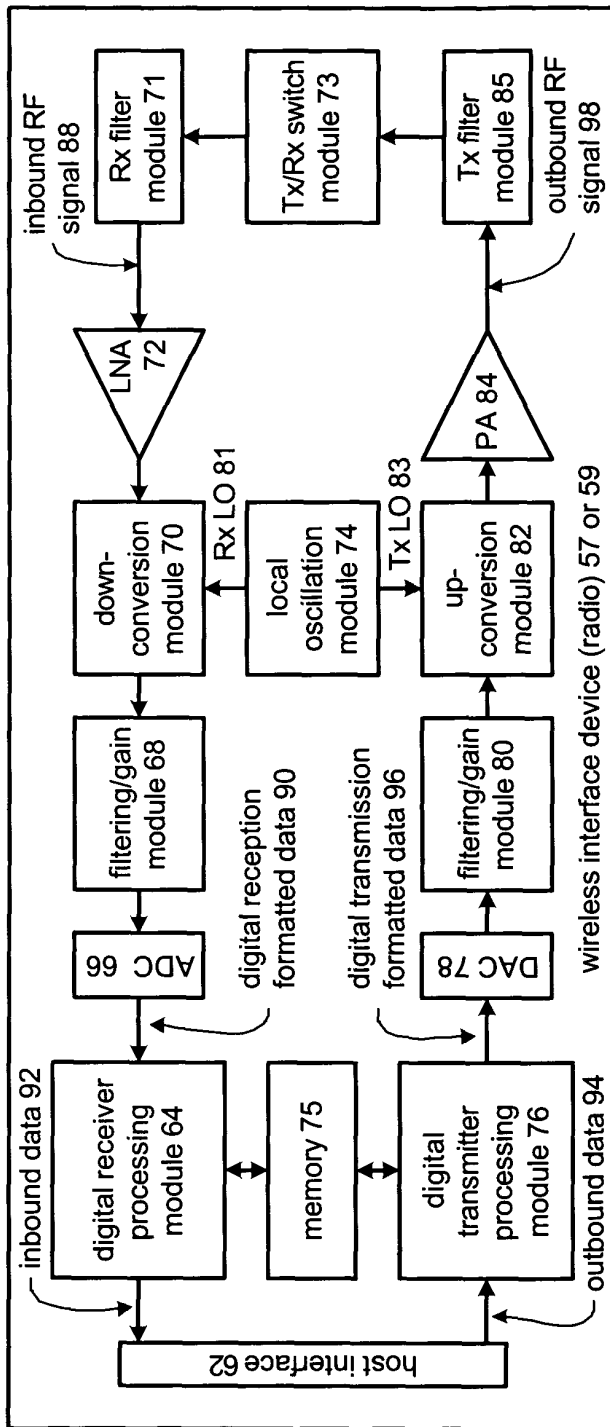 inbound data 92
inbound RF
signal 88
host interface 62
digital receiver
processing
module 64
ADC 66
filtering/gain
module 68
down-
conversion
module 70
LNA
72
Rx filter
module 71
digital reception
formatted data 90
Rx LO 81
memory 75
local
oscillation
module 74
Tx/Rx switch
module 73
digital transmission
formatted data 96
Tx LO 83
digital
transmitter
processing
module 76
DAC 78
filtering/gain
module 80
up-
conversion
module 82
PA 84
Tx filter
module 85
outbound data 94
wireless interface device (radio) 57 or 59
outbound RF
signal 98